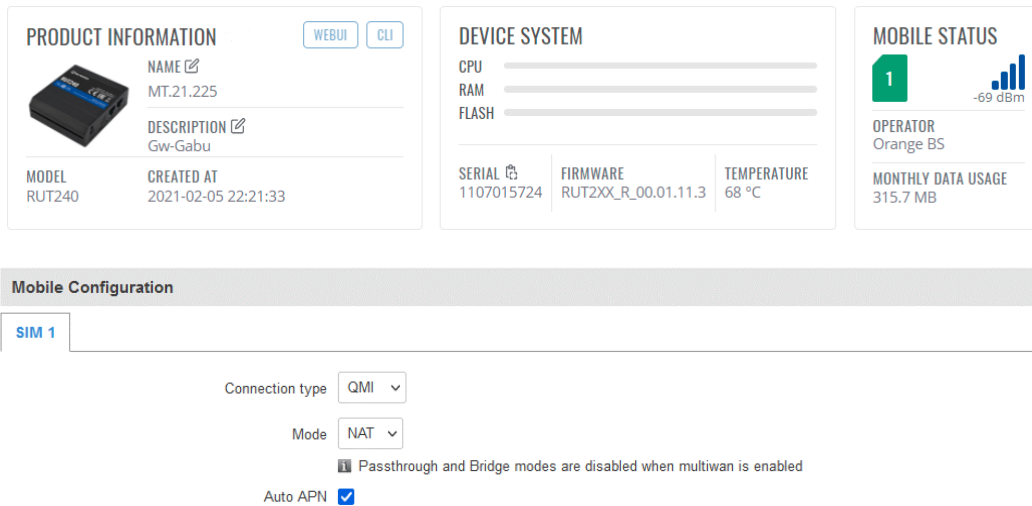 PRODUCT INFORMATION
WEBUI
CLI
NAME
MT.21.225
DESCRIPTION
Gw-Gabu
MODEL
RUT240
CREATED AT
2021-02-05 22:21:33
DEVICE SYSTEM
CPU
RAM
FLASH
SERIAL
1107015724
FIRMWARE
RUT2XX_R_00.01.11.3
TEMPERATURE
68 °C
MOBILE STATUS
1
-69 dBm
OPERATOR
Orange BS
MONTHLY DATA USAGE
315.7 MB
Mobile Configuration
SIM 1
Connection type QMI
Mode NAT
Passthrough and Bridge modes are disabled when multiwan is enabled
Auto APN